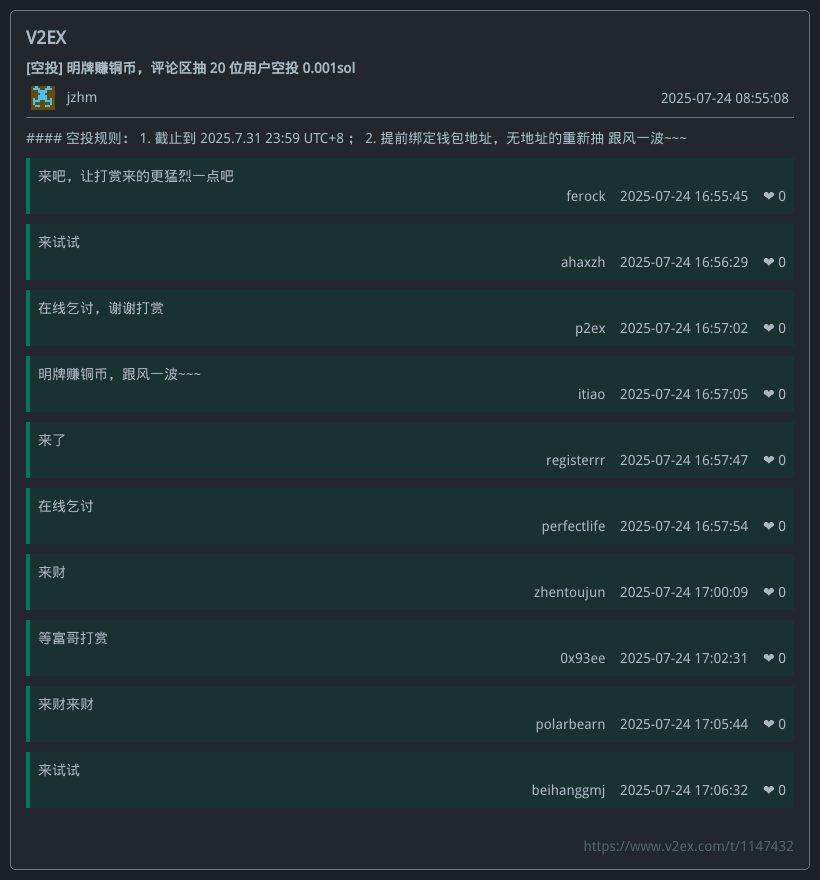 V2EX
[空投] 明牌赚铜币，评论区抽 20 位用户空投 0.001sol
jzhm 2025-07-24 08:55:08
#### 空投规则： 1. 截止到 2025.7.31 23:59 UTC+8 ； 2. 提前绑定钱包地址，无地址的重新抽 跟风一波~~~
来吧，让打赏来的更猛烈一点吧
ferock 2025-07-24 16:55:45 ❤ 0
来试试
ahaxzh 2025-07-24 16:56:29 ❤ 0
在线乞讨，谢谢打赏
p2ex 2025-07-24 16:57:02 ❤ 0
明牌赚铜币，跟风一波~~~
itiao 2025-07-24 16:57:05 ❤ 0
来了
registerrr 2025-07-24 16:57:47 ❤ 0
在线乞讨
perfectlife 2025-07-24 16:57:54 ❤ 0
来财
zhentoujun 2025-07-24 17:00:09 ❤ 0
等富哥打赏
0x93ee 2025-07-24 17:02:31 ❤ 0
来财来财
polarbearn 2025-07-24 17:05:44 ❤ 0
来试试
beihanggmj 2025-07-24 17:06:32 ❤ 0
https://www.v2ex.com/t/1147432